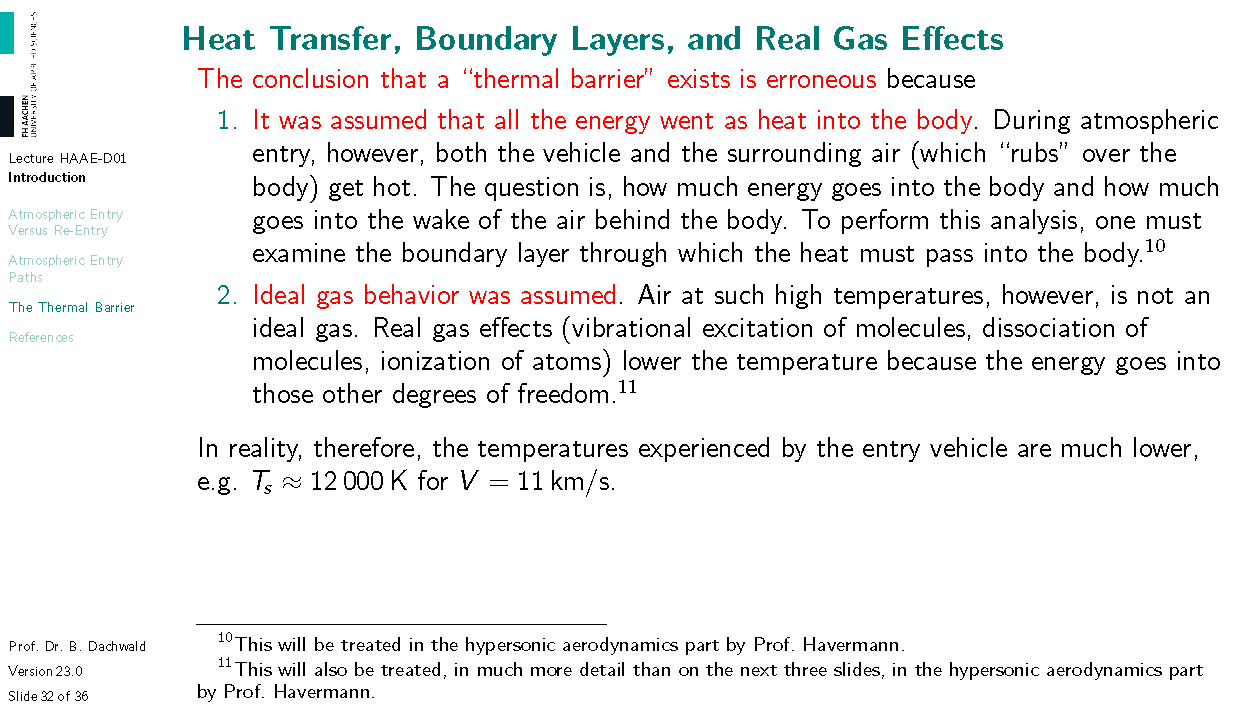 FH AACHEN
UNIVERSITY OF APPLIED SCIENCES
Lecture HAAE-D01
Introduction
Atmospheric Entry
Versus Re-Entry
Atmospheric Entry
Paths
The Thermal Barrier
References
Prof. Dr. B. Dachwald
Version 23.0
Slide 32 of 36
Heat Transfer, Boundary Layers, and Real Gas Effects
The conclusion that a “thermal barrier” exists is erroneous because
1. It was assumed that all the energy went as heat into the body. During atmospheric
entry, however, both the vehicle and the surrounding air (which “rubs” over the
body) get hot. The question is, how much energy goes into the body and how much
goes into the wake of the air behind the body. To perform this analysis, one must
examine the boundary layer through which the heat must pass into the body.¹⁰
2. Ideal gas behavior was assumed. Air at such high temperatures, however, is not an
ideal gas. Real gas effects (vibrational excitation of molecules, dissociation of
molecules, ionization of atoms) lower the temperature because the energy goes into
those other degrees of freedom.¹¹
In reality, therefore, the temperatures experienced by the entry vehicle are much lower,
e.g. Tₛ ≈ 12 000 K for V = 11 km/s.
¹⁰This will be treated in the hypersonic aerodynamics part by Prof. Havermann.
¹¹This will also be treated, in much more detail than on the next three slides, in the hypersonic aerodynamics part
by Prof. Havermann.